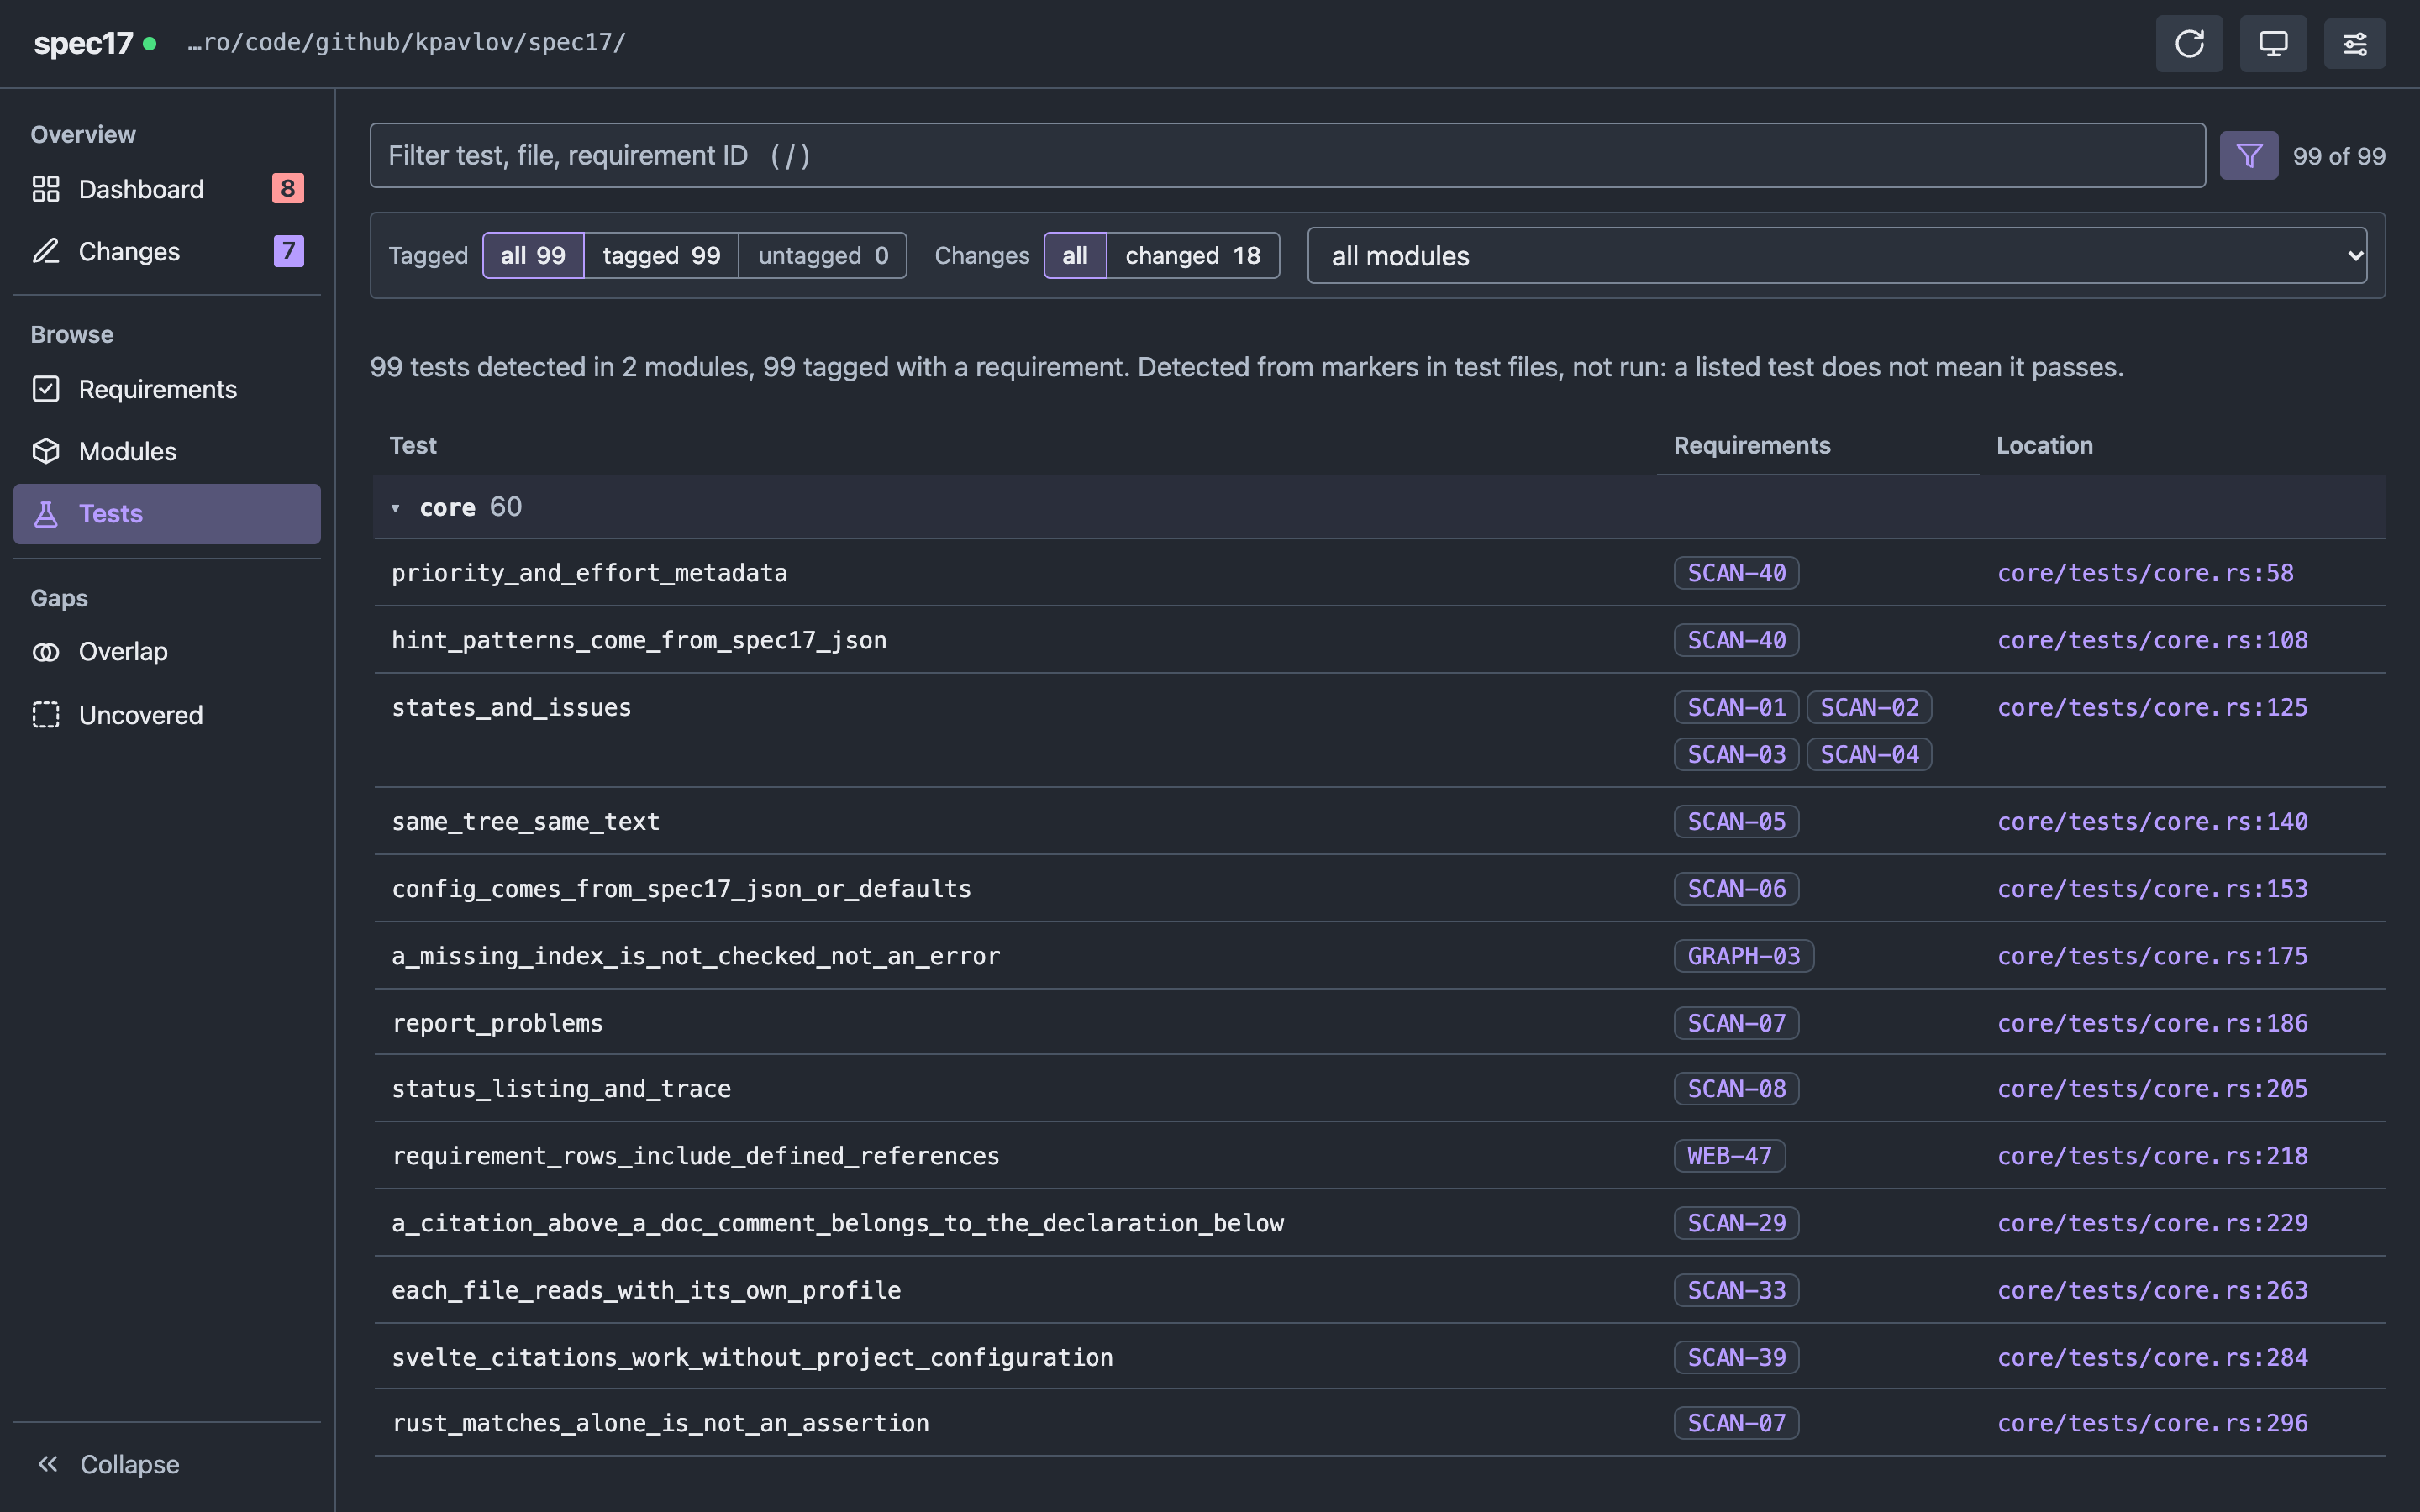 spec17 …ro/code/github/kpavlov/spec17/
Overview
Dashboard 8
Changes 7
Browse
Requirements
Modules
Tests
Gaps
Overlap
Uncovered
Collapse
Filter test, file, requirement ID (/) 99 of 99
Tagged all 99 tagged 99 untagged 0 Changes all changed 18 all modules
99 tests detected in 2 modules, 99 tagged with a requirement. Detected from markers in test files, not run: a listed test does not mean it passes.
Test Requirements Location
core 60
priority_and_effort_metadata SCAN-40 core/tests/core.rs:58
hint_patterns_come_from_spec17_json SCAN-40 core/tests/core.rs:108
states_and_issues SCAN-01 SCAN-02 core/tests/core.rs:125
SCAN-03 SCAN-04
same_tree_same_text SCAN-05 core/tests/core.rs:140
config_comes_from_spec17_json_or_defaults SCAN-06 core/tests/core.rs:153
a_missing_index_is_not_checked_not_an_error GRAPH-03 core/tests/core.rs:175
report_problems SCAN-07 core/tests/core.rs:186
status_listing_and_trace SCAN-08 core/tests/core.rs:205
requirement_rows_include_defined_references WEB-47 core/tests/core.rs:218
a_citation_above_a_doc_comment_belongs_to_the_declaration_below SCAN-29 core/tests/core.rs:229
each_file_reads_with_its_own_profile SCAN-33 core/tests/core.rs:263
svelte_citations_work_without_project_configuration SCAN-39 core/tests/core.rs:284
rust_matches_alone_is_not_an_assertion SCAN-07 core/tests/core.rs:296